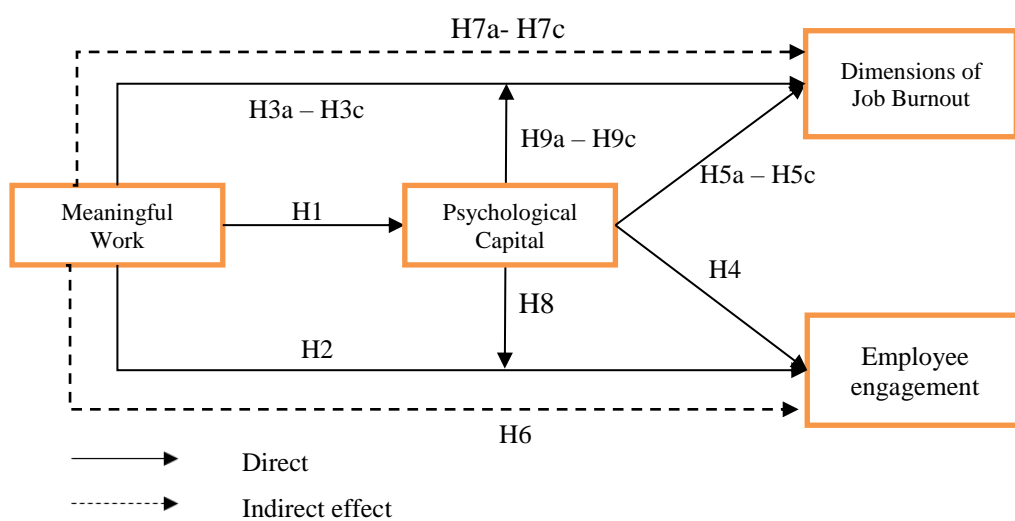 H7a- H7c
Dimensions of
Job Burnout
H3a – H3c
H9a – H9c
H5a – H5c
Meaningful
Work
H1
Psychological
Capital
H4
H8
H2
Employee
engagement
H6
Direct
Indirect effect